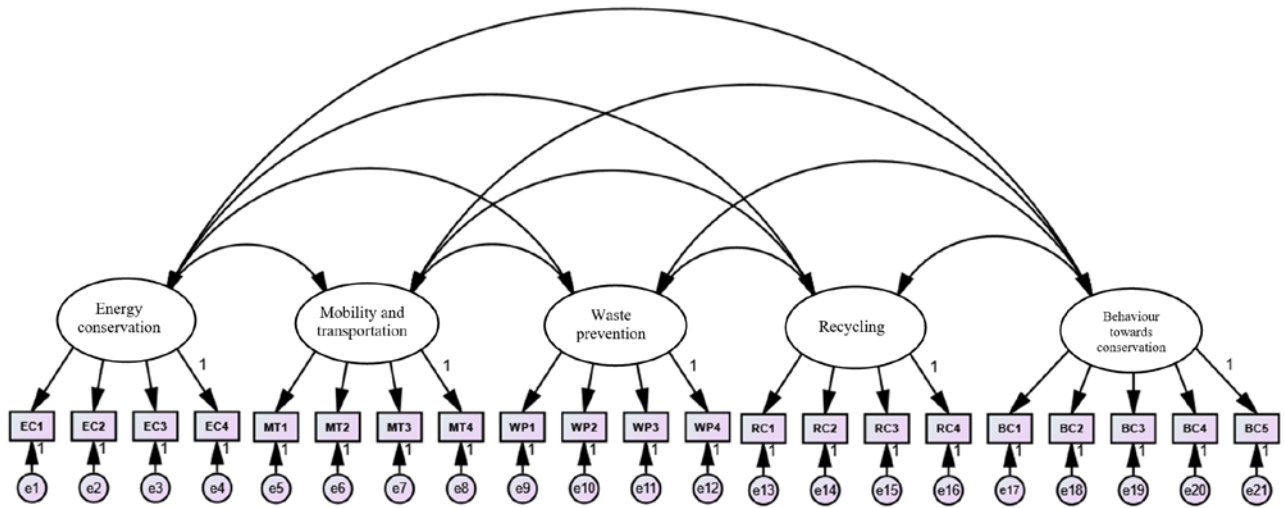 Energy
conservation
Mobility and
transportation
Waste
prevention
Recycling
Behaviour
towards
conservation
1 1 1 1 1
EC1 EC2 EC3 EC4 MT1 MT2 MT3 MT4 WP1 WP2 WP3 WP4 RC1 RC2 RC3 RC4 BC1 BC2 BC3 BC4 BC5
1 1 1 1 1 1 1 1 1 1 1 1 1 1 1 1 1 1 1 1 1
e1 e2 e3 e4 e5 e6 e7 e8 e9 e10 e11 e12 e13 e14 e15 e16 e17 e18 e19 e20 e21